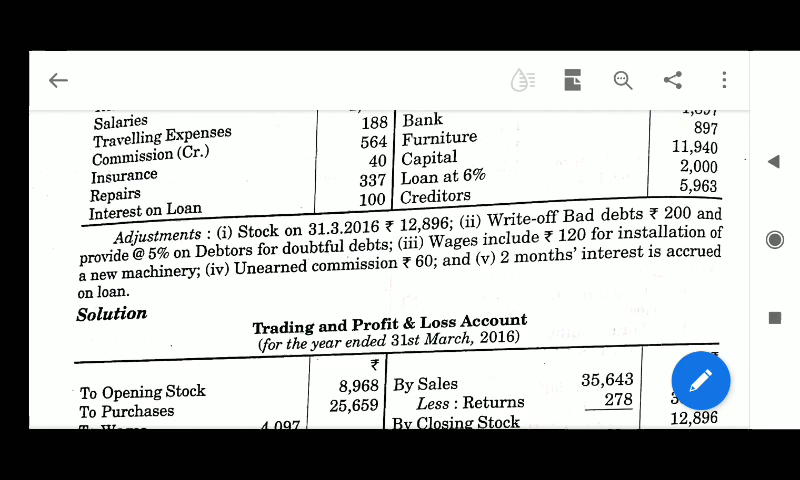 Salaries
Travelling Expenses 188 Bank
Commission (Cr.) 564 Furniture 897
Insurance 40 Capital 11,940
Repairs 337 Loan at 6% 2,000
Interest on Loan 100 Creditors 5,963
Adjustments : (i) Stock on 31.3.2016 ₹ 12,896; (ii) Write-off Bad debts ₹ 200 and
provide @ 5% on Debtors for doubtful debts; (iii) Wages include ₹ 120 for installation of
a new machinery; (iv) Unearned commission ₹ 60; and (v) 2 months' interest is accrued
on loan.
Solution
Trading and Profit & Loss Account
(for the year ended 31st March, 2016)
₹ ₹
To Opening Stock 8,968 By Sales 35,643
To Purchases 25,659 Less : Returns 278
To Wages 4,097 By Closing Stock 12,896